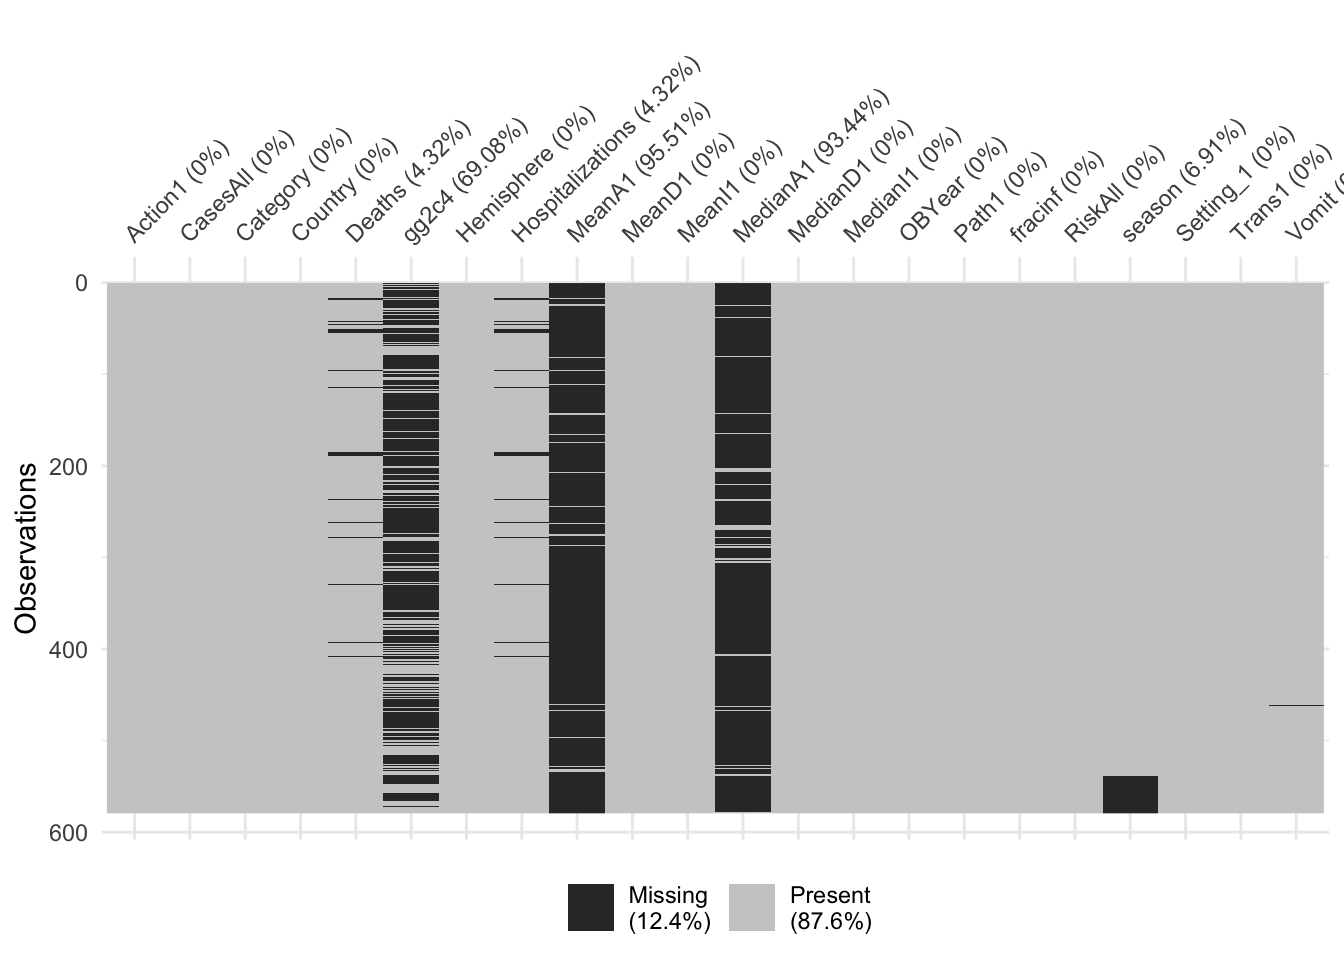 Action1 (0%)
CasesAll (0%)
Category (0%)
Country (0%)
Deaths (4.32%)
gg2c4 (69.08%)
Hemisphere (0%)
Hospitalizations (4.32%)
MeanA1 (95.51%)
MeanD1 (0%)
MeanI1 (0%)
MedianA1 (93.44%)
MedianD1 (0%)
MedianI1 (0%)
OBYear (0%)
Path1 (0%)
fracinf (0%)
RiskAll (0%)
season (6.91%)
Setting_1 (0%)
Trans1 (0%)
Vomit (
0
200
400
600
Observations
Missing
(12.4%)
Present
(87.6%)